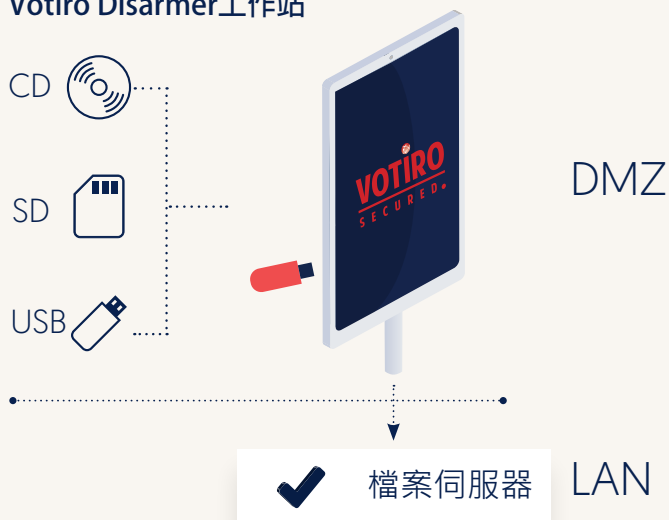 Votiro Disarmer工作站
CD
SD
USB
VOTIRO
SECURED.
DMZ
檔案伺服器
LAN